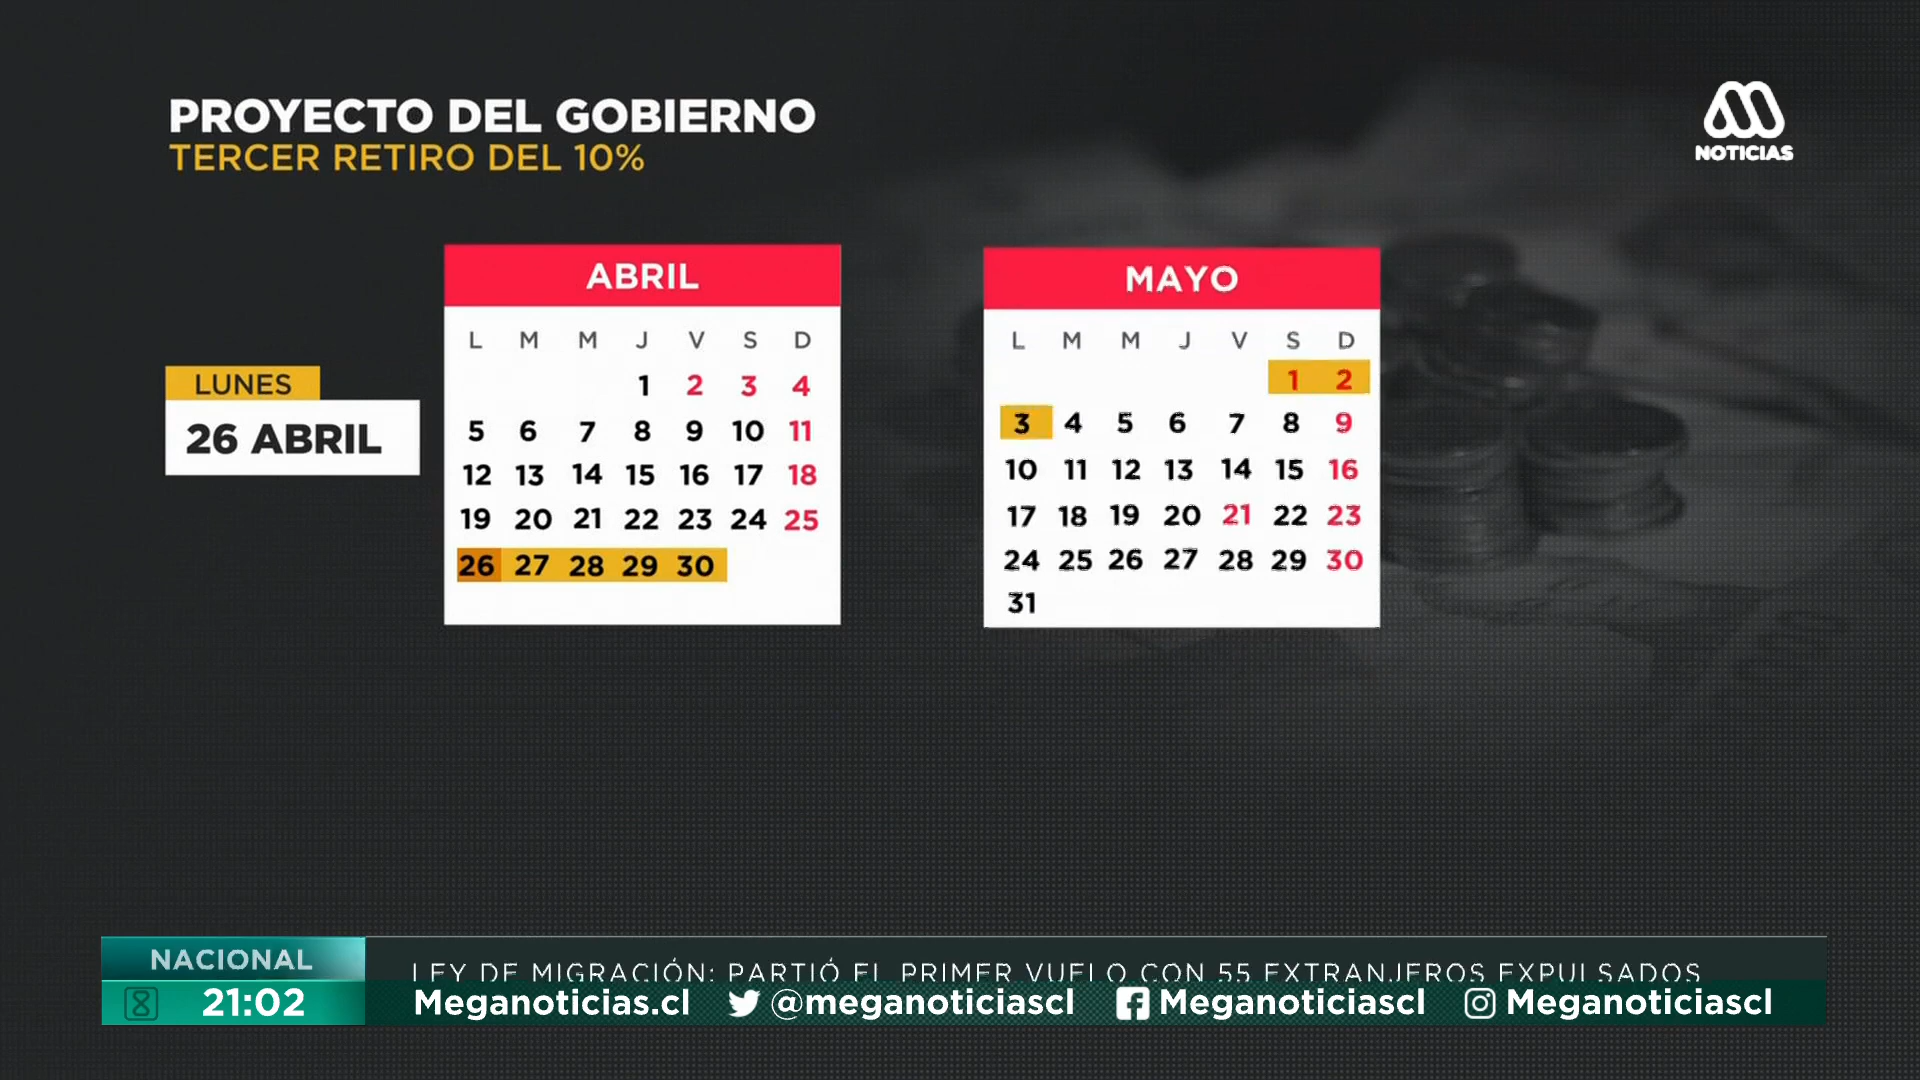 PROYECTO DEL GOBIERNO
TERCER RETIRO DEL 10%
NOTICIAS
LUNES
26 ABRIL
ABRIL
L M M J V S D
1 2 3 4
5 6 7 8 9 10 11
12 13 14 15 16 17 18
19 20 21 22 23 24 25
26 27 28 29 30
MAYO
L M M J V S D
1 2
3 4 5 6 7 8 9
10 11 12 13 14 15 16
17 18 19 20 21 22 23
24 25 26 27 28 29 30
31
NACIONAL
21:02
LEY DE MIGRACIÓN: PARTIÓ EL PRIMER VUELO CON 55 EXTRANJEROS EXPULSADOS
Meganoticias.cl @meganoticiascl Meganoticiascl Meganoticiascl